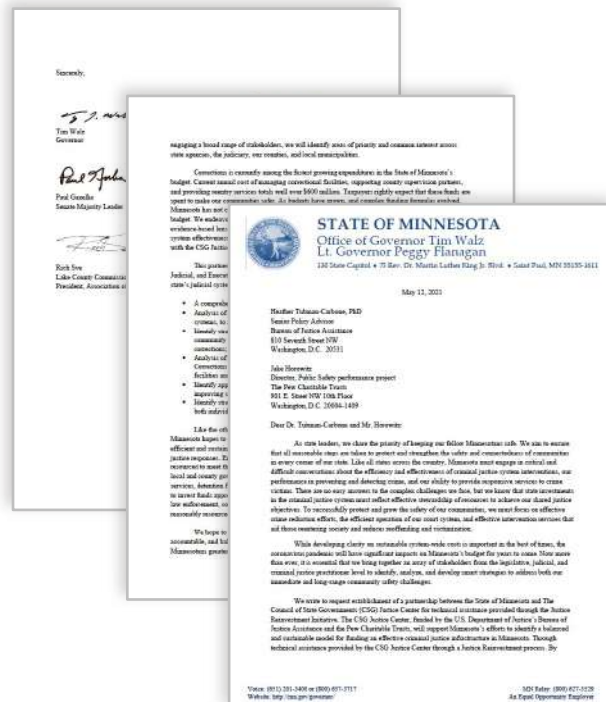 Sincerely,
Tim Walz
Governor
Paul Gazelka
Senate Majority Leader
Rich Sve
Lake County Commissi
President, Association o
engaging a broad range of stakeholders, we will identify areas of priority and common interest across
state agencies, the judiciary, our counties, and local municipalities.
Corrections is currently among the fastest growing expenditures in the State of Minnesota's
budget. Current annual cost of managing correctional facilities, supporting county supervision partners,
and providing reentry services totals well over $600 million. Taxpayers rightly expect that these funds are
spent to make our communities safer. As budgets have grown, and complex funding formulas evolved,
Minnesota has not c
budget. We endeavo
evidence-based
system effectivenes
with the CSG Justic
This partner
Judicial, and Execut
state's judicial syste
• A comprehe
• Analysis of
systems, to
• Identify
community
corrections;
• Analysis of
Corrections
facilities an
• Identify
improving
• Identify
both individ
Like the oth
Minnesota hopes to
efficient and
justice responses.
resourced to meet th
local and county go
services, detention f
to invest funds appr
law enforcement, co
reasonably resource
We hope to
accountable, and bal
Minnesotans greater
STATE OF MINNESOTA
Office of Governor Tim Walz
Lt. Governor Peggy Flanagan
130 State Capitol ♦ 75 Rev. Dr. Martin Luther King Jr. Blvd. ♦ Saint Paul, MN 55155-1611
May 12, 2021
Heather Tubman-Carbone, PhD
Senior Policy Advisor
Bureau of Justice Assistance
810 Seventh Street NW
Washington, D.C. 20531
Jake Horowitz
Director, Public Safety performance project
The Pew Charitable Trusts
901 E. Street NW 10th Floor
Washington, D.C. 20004-1409
Dear Dr. Tubman-Carbone and Mr. Horowitz:
As state leaders, we share the priority of keeping our fellow Minnesotans safe. We aim to ensure
that all reasonable steps are taken to protect and strengthen the safety and connectedness of communities
in every corner of our state. Like all states across the country, Minnesota must engage in critical and
difficult conversations about the efficiency and effectiveness of criminal justice system interventions, our
performance in preventing and detecting crime, and our ability to provide responsive services to crime
victims. There are no easy answers to the complex challenges we face, but we know that state investments
in the criminal justice system must reflect effective stewardship of resources to achieve our shared justice
objectives. To successfully protect and grow the safety of our communities, we must focus on effective
crime reduction efforts, the efficient operation of our court system, and effective intervention services that
aid those reentering society and reduces reoffending and victimization.
While developing clarity on sustainable system-wide costs is important in the best of times, the
coronavirus pandemic will have significant impacts on Minnesota's budget for years to come. Now more
than ever, it is essential that we bring together an array of stakeholders from the legislative, judicial, and
criminal justice practitioner level to identify, analyze, and develop smart strategies to address both our
immediate and long-range community safety challenges.
We write to request establishment of a partnership between the State of Minnesota and The
Council of State Governments (CSG) Justice Center for technical assistance provided through the Justice
Reinvestment Initiative. The CSG Justice Center, funded by the U.S. Department of Justice's Bureau of
Justice Assistance and the Pew Charitable Trusts, will support Minnesota's efforts to identify a balanced
and sustainable model for funding an effective criminal justice infrastructure in Minnesota. Through
technical assistance provided by the CSG Justice Center through a Justice Reinvestment process. By
Voice: (651) 201-3400 or (800) 657-3717
Website: http://mn.gov/governor/
MN Relay: (800) 627-3529
An Equal Opportunity Employer